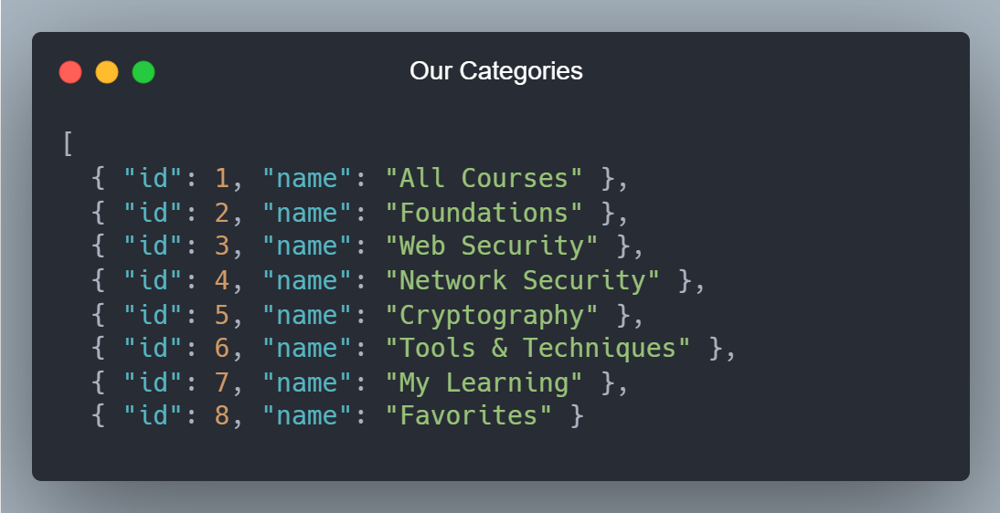 Our Categories
[
  { "id": 1, "name": "All Courses" },
  { "id": 2, "name": "Foundations" },
  { "id": 3, "name": "Web Security" },
  { "id": 4, "name": "Network Security" },
  { "id": 5, "name": "Cryptography" },
  { "id": 6, "name": "Tools & Techniques" },
  { "id": 7, "name": "My Learning" },
  { "id": 8, "name": "Favorites" }